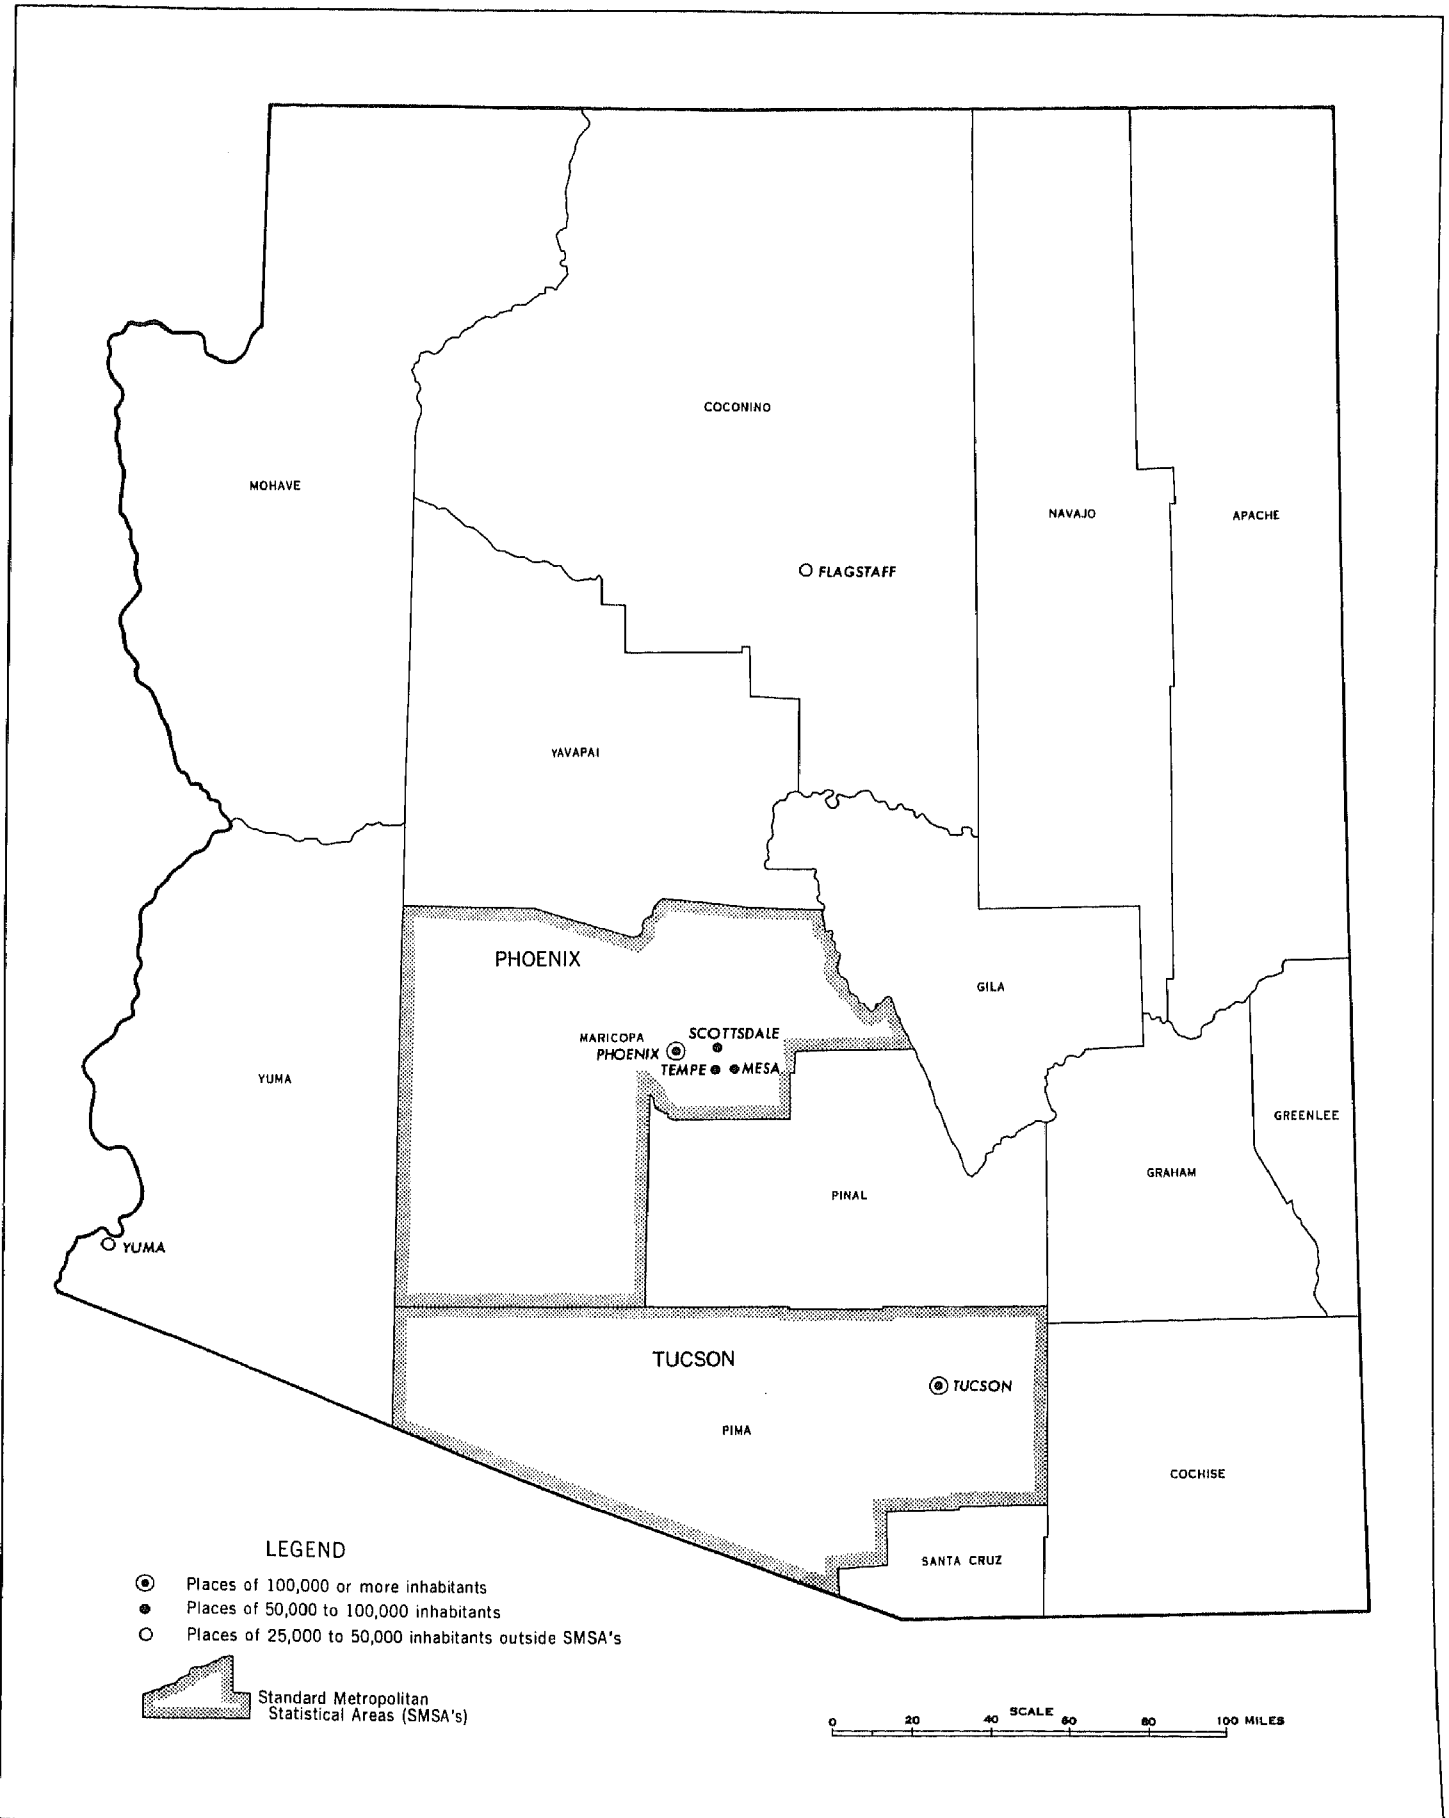 COCONINO
MOHAVE
NAVAJO
APACHE
FLAGSTAFF
YAVAPAI
PHOENIX
GILA
MARICOPA
SCOTTSDALE
PHOENIX
TEMPE
MESA
YUMA
GREENLEE
GRAHAM
PINAL
YUMA
TUCSON
TUCSON
PIMA
COCHISE
SANTA CRUZ
LEGEND
Places of 100,000 or more inhabitants
Places of 50,000 to 100,000 inhabitants
Places of 25,000 to 50,000 inhabitants outside SMSA's
Standard Metropolitan
Statistical Areas (SMSA's)
SCALE
0 20 40 60 80 100 MILES